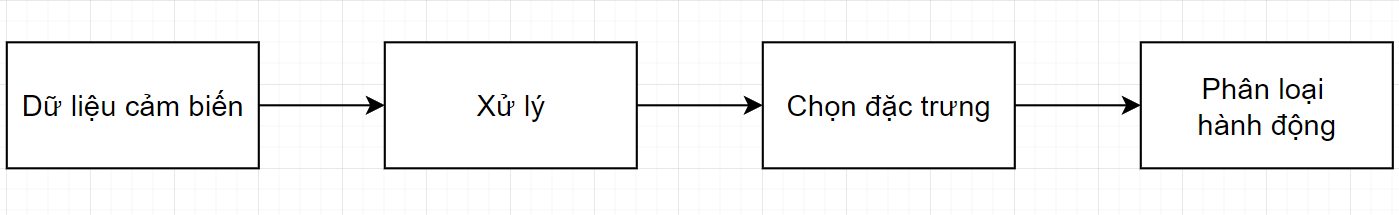 Dữ liệu cảm biến
Xử lý
Chọn đặc trưng
Phân loại
hành động